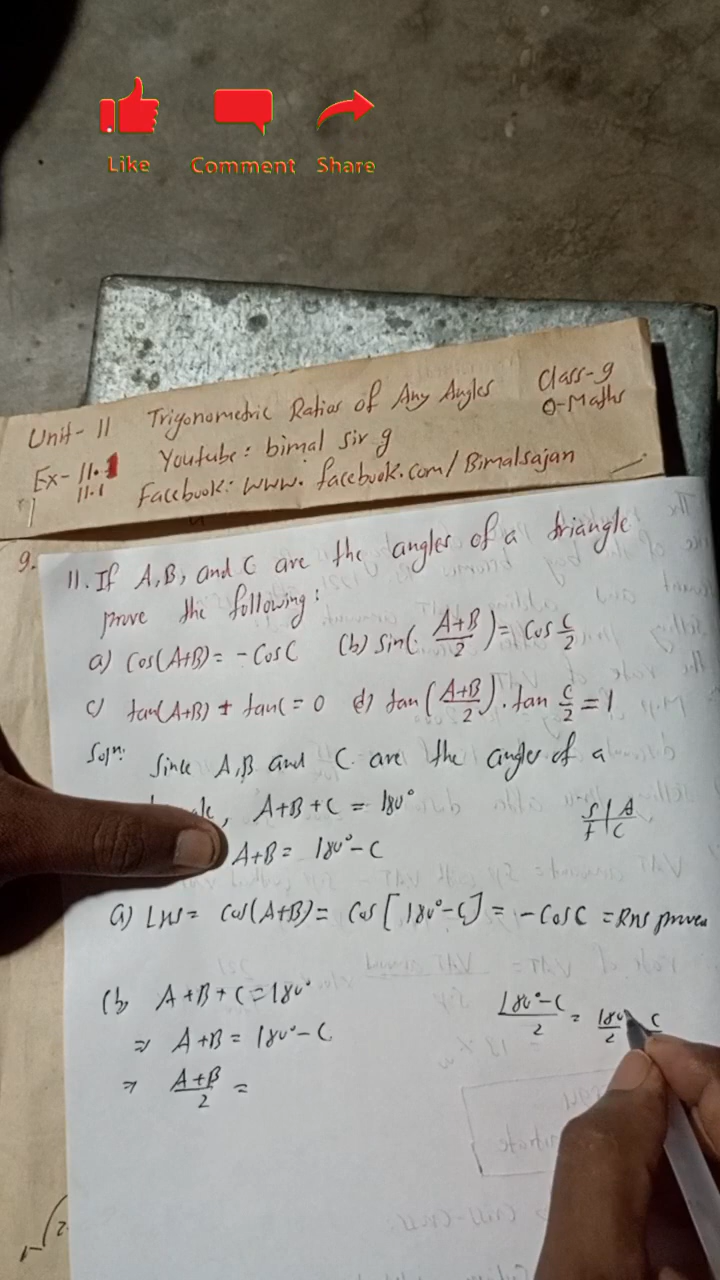 Like Comment Share
Unit-11 Trigonometric Ratios of Any Angles Class-9
O-Maths
Ex-11.1 Youtube: bimal sir g
11.1 Facebook: www.facebook.com/Bimalsajan
9.
11. If A,B, and C are the angles of a triangle
prove the following:
a) Cos(A+B)= -CosC (b) sin(A+B/2)= Cos C/2
c) tan(A+B) + tanC = 0 d) tan(A+B/2).tan C/2 = 1
Soln: Since A,B and C are the angles of a
A+B+C = 180° S A
A+B = 180°-C T C
a) LHS= Cos(A+B)= Cos[180°-C] = -CosC = RHS proved
(b) A+B+C=180°
⇒ A+B = 180°-C 180°-C/2 = 180/2 C
⇒ A+B/2 =